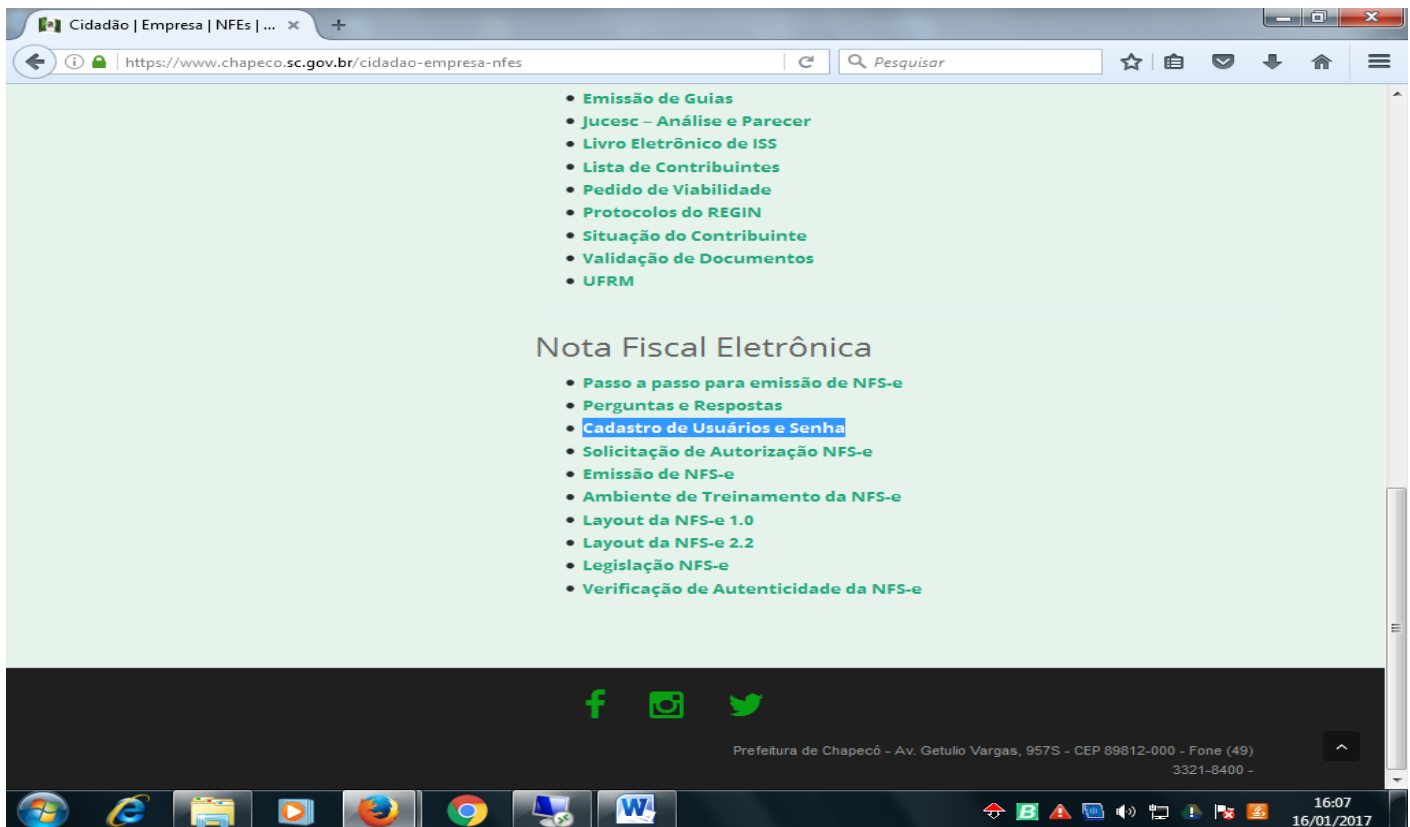 Cidadão | Empresa | NFEs | ...
https://www.chapeco.sc.gov.br/cidadao-empresa-nfes
Pesquisar
Emissão de Guias
Jucesc – Análise e Parecer
Livro Eletrônico de ISS
Lista de Contribuintes
Pedido de Viabilidade
Protocolos do REGIN
Situação do Contribuinte
Validação de Documentos
UFRM
Nota Fiscal Eletrônica
Passo a passo para emissão de NFS-e
Perguntas e Respostas
Cadastro de Usuários e Senha
Solicitação de Autorização NFS-e
Emissão de NFS-e
Ambiente de Treinamento da NFS-e
Layout da NFS-e 1.0
Layout da NFS-e 2.2
Legislação NFS-e
Verificação de Autenticidade da NFS-e
Prefeitura de Chapecó - Av. Getulio Vargas, 957S - CEP 89812-000 - Fone (49)
3321-8400 -
16:07
16/01/2017